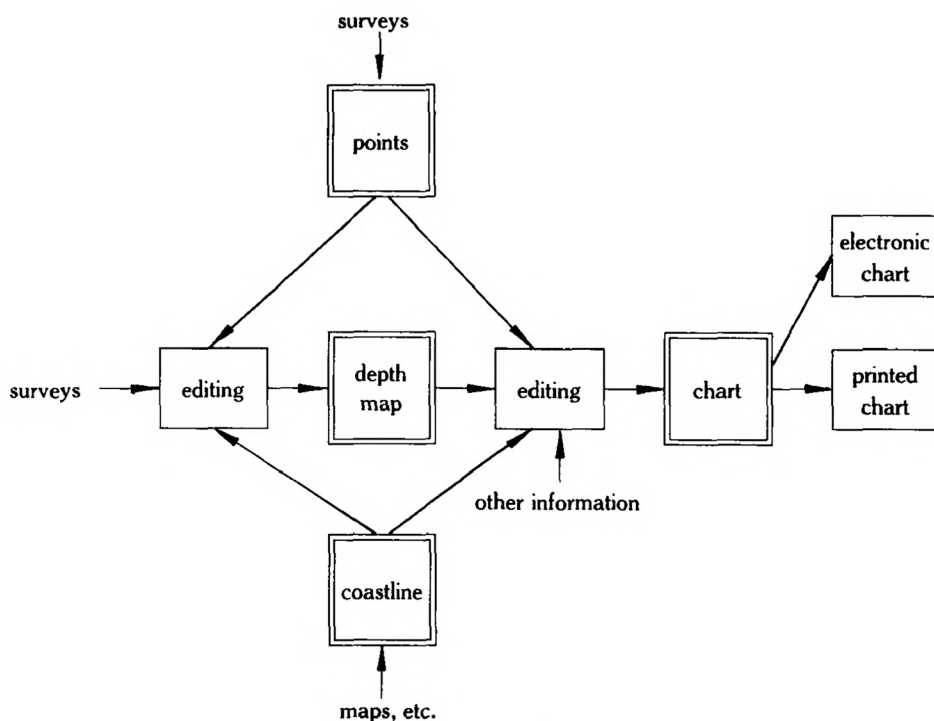 surveys
points
electronic
chart
surveys
editing
depth
map
editing
chart
printed
chart
other information
coastline
maps, etc.